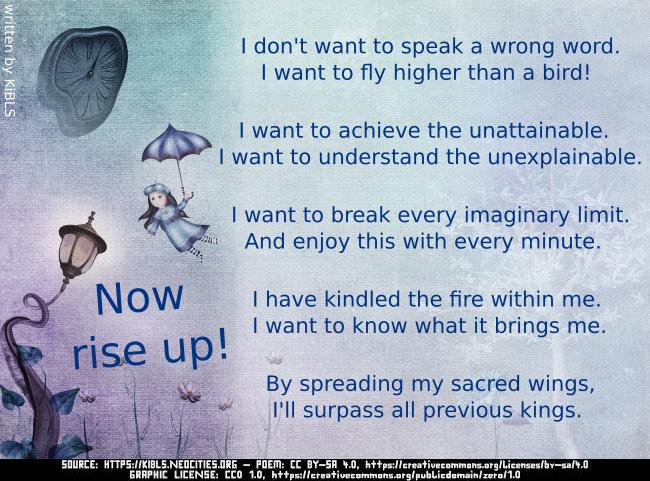 written by KiBLS
I don't want to speak a wrong word.
I want to fly higher than a bird!
I want to achieve the unattainable.
I want to understand the unexplainable.
I want to break every imaginary limit.
And enjoy this with every minute.
I have kindled the fire within me.
I want to know what it brings me.
By spreading my sacred wings,
I'll surpass all previous kings.
Now
rise up!
SOURCE: HTTPS://KIBLS.NEOCITIES.ORG – POEM: CC BY-SA 4.0, https://creativecommons.org/licenses/by-sa/4.0
GRAPHIC LICENSE: CC0 1.0, https://creativecommons.org/publicdomain/zero/1.0